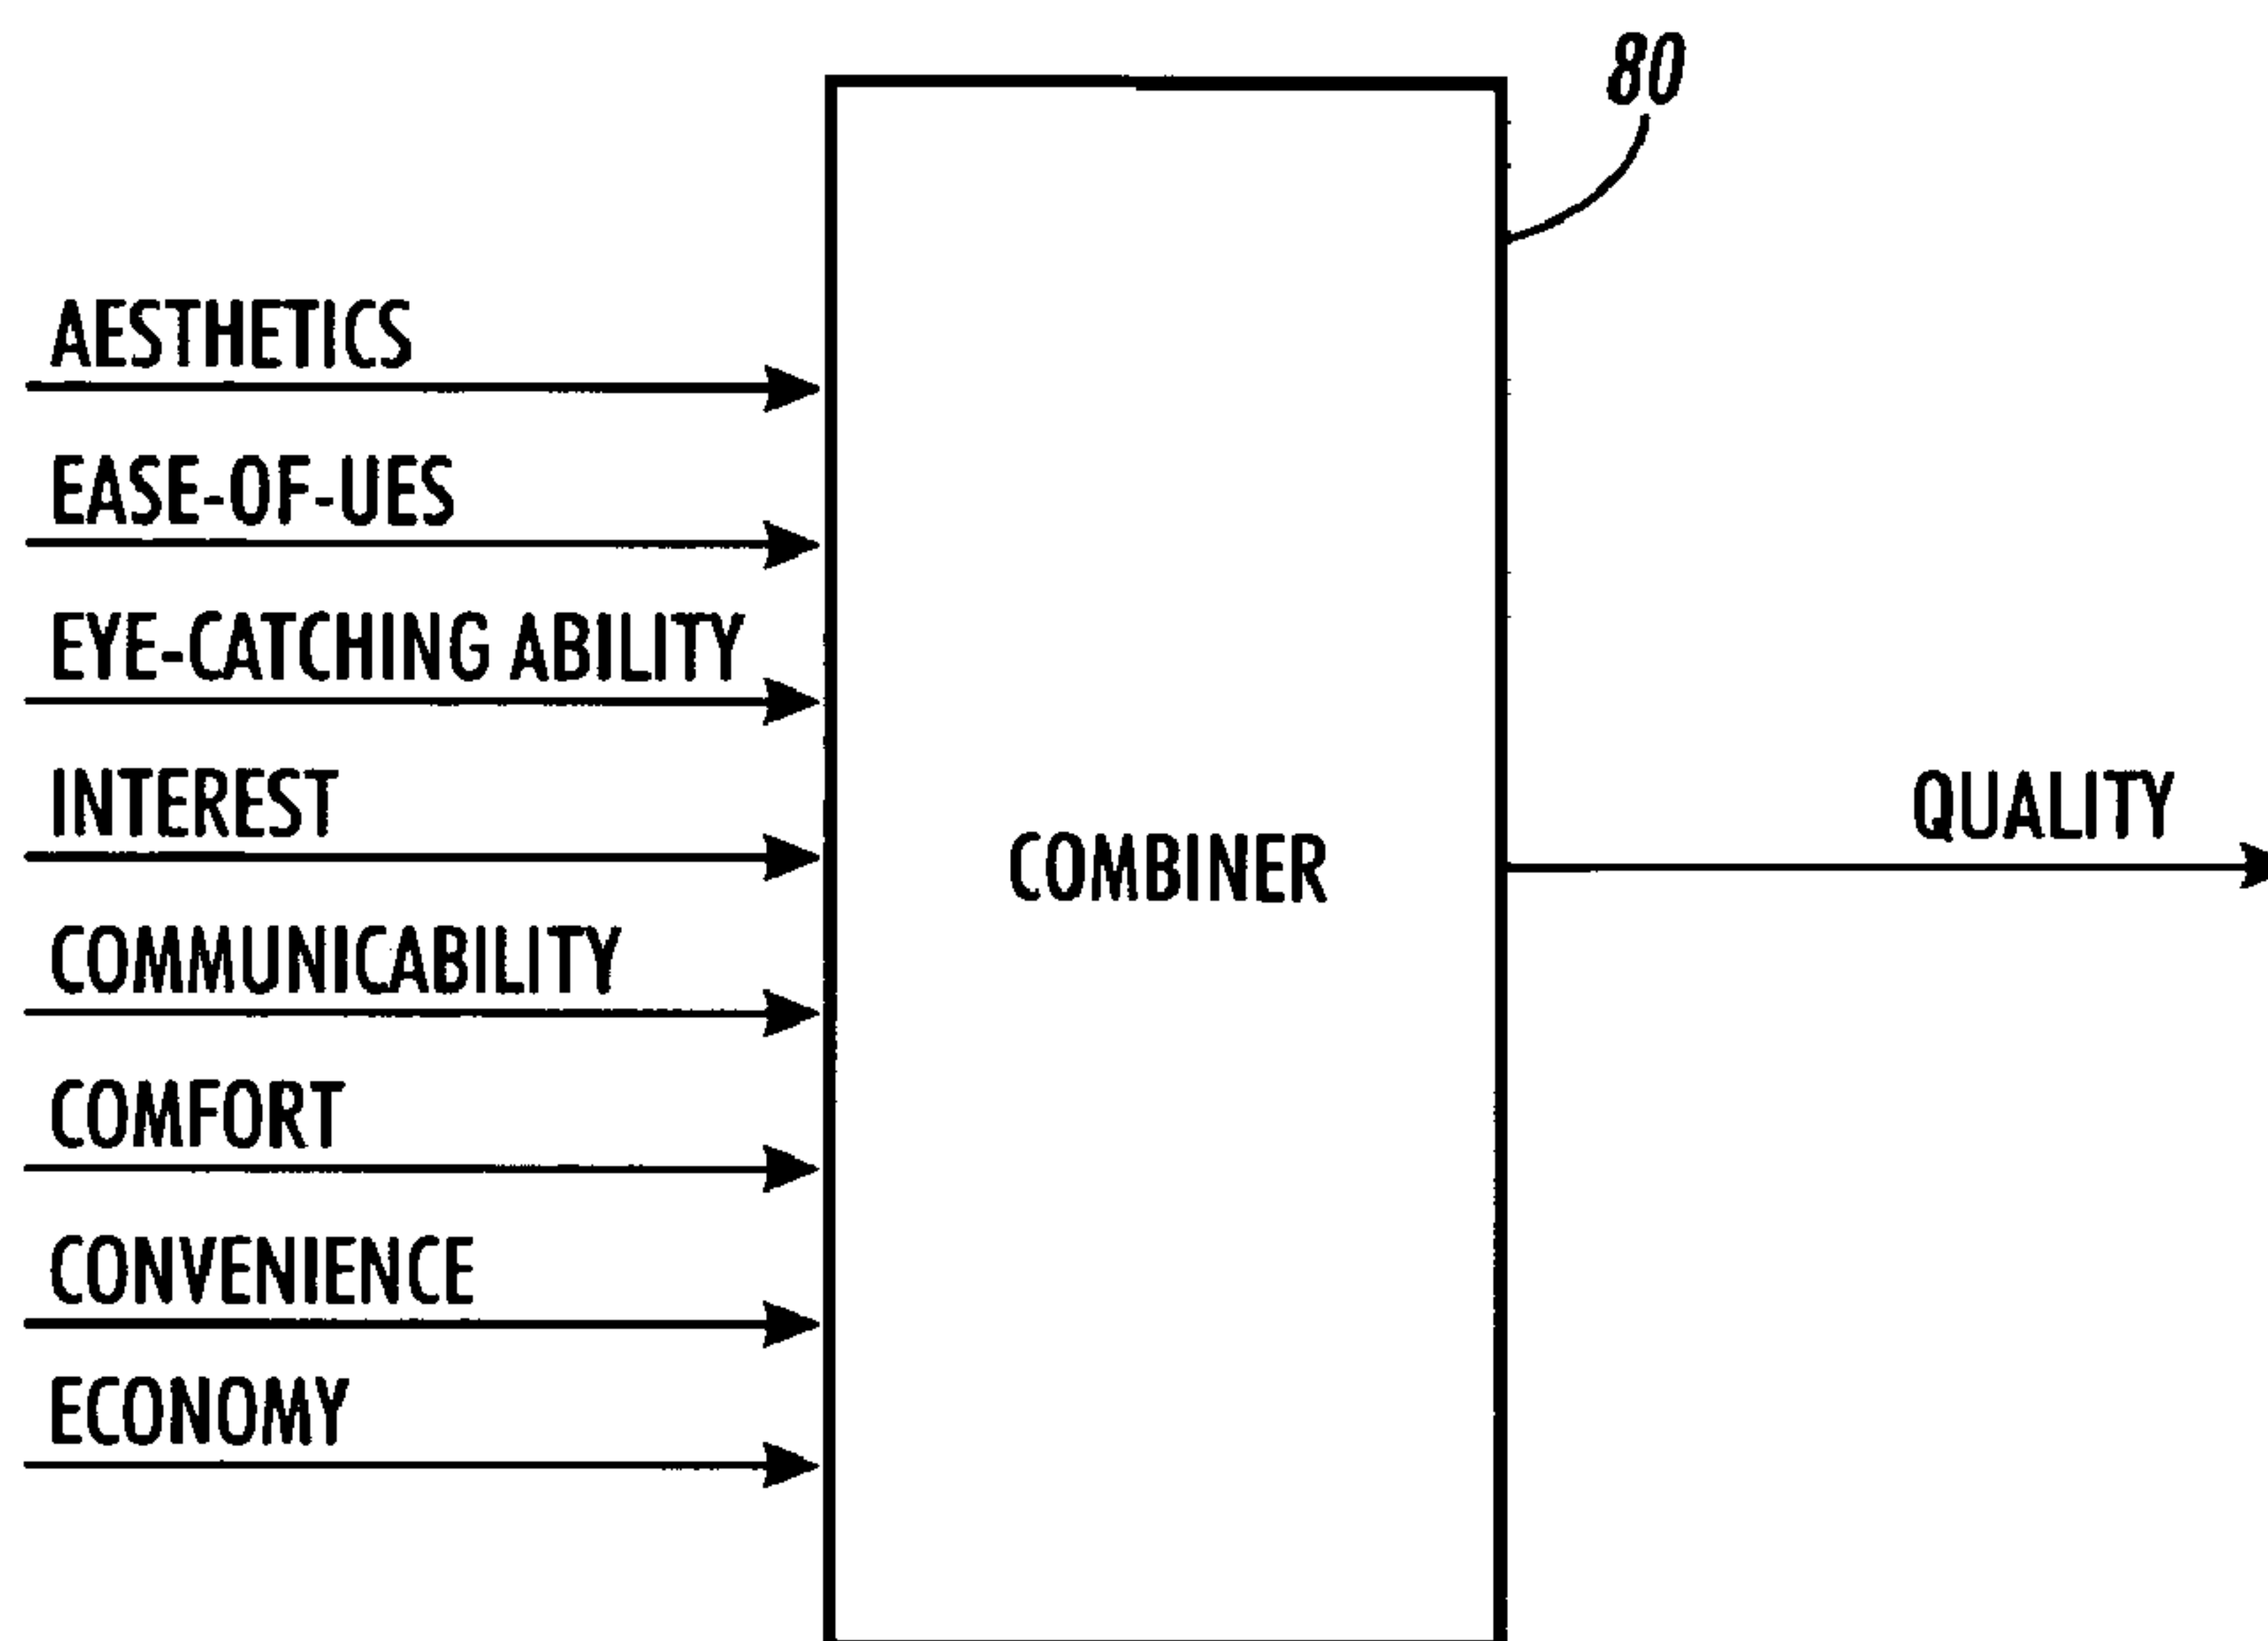 80
AESTHETICS
EASE-OF-UES
EYE-CATCHING ABILITY
INTEREST
QUALITY
COMBINER
COMMUNICABILITY
COMFORT
CONVENIENCE
ECONOMY